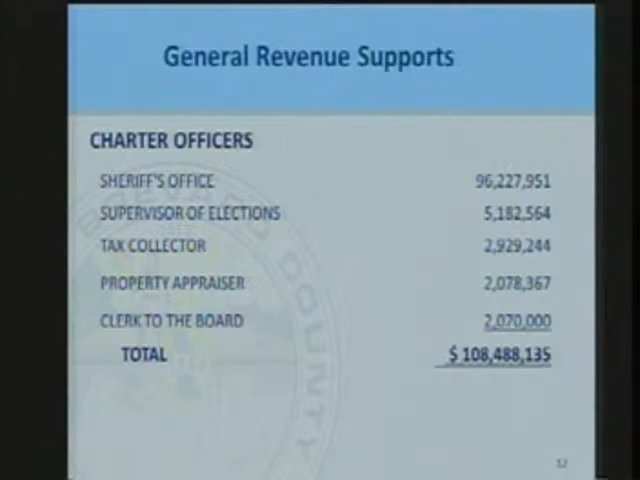 General Revenue Supports
CHARTER OFFICERS
SHERIFF'S OFFICE 96,227,951
SUPERVISOR OF ELECTIONS 5,182,564
TAX COLLECTOR 2,929,244
PROPERTY APPRAISER 2,078,367
CLERK TO THE BOARD 2,070,000
TOTAL $ 108,488,135
BREVARD COUNTY
12